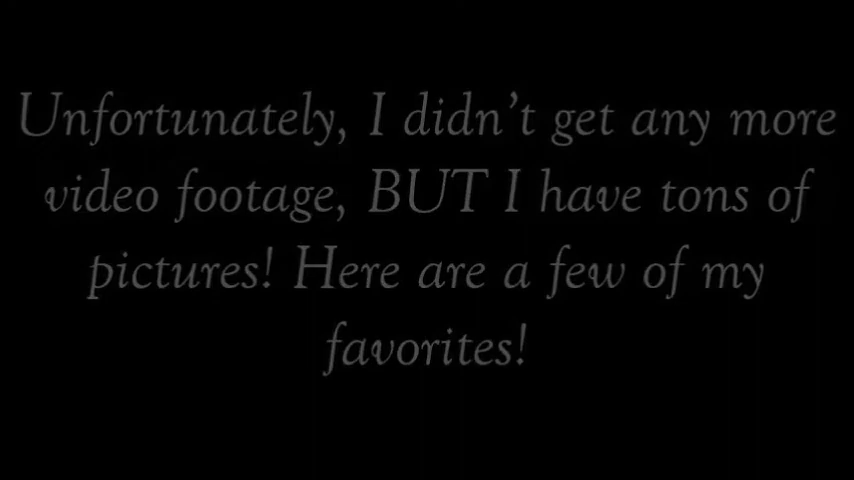 Unfortunately, I didn't get any more
video footage, BUT I have tons of
pictures! Here are a few of my
favorites!